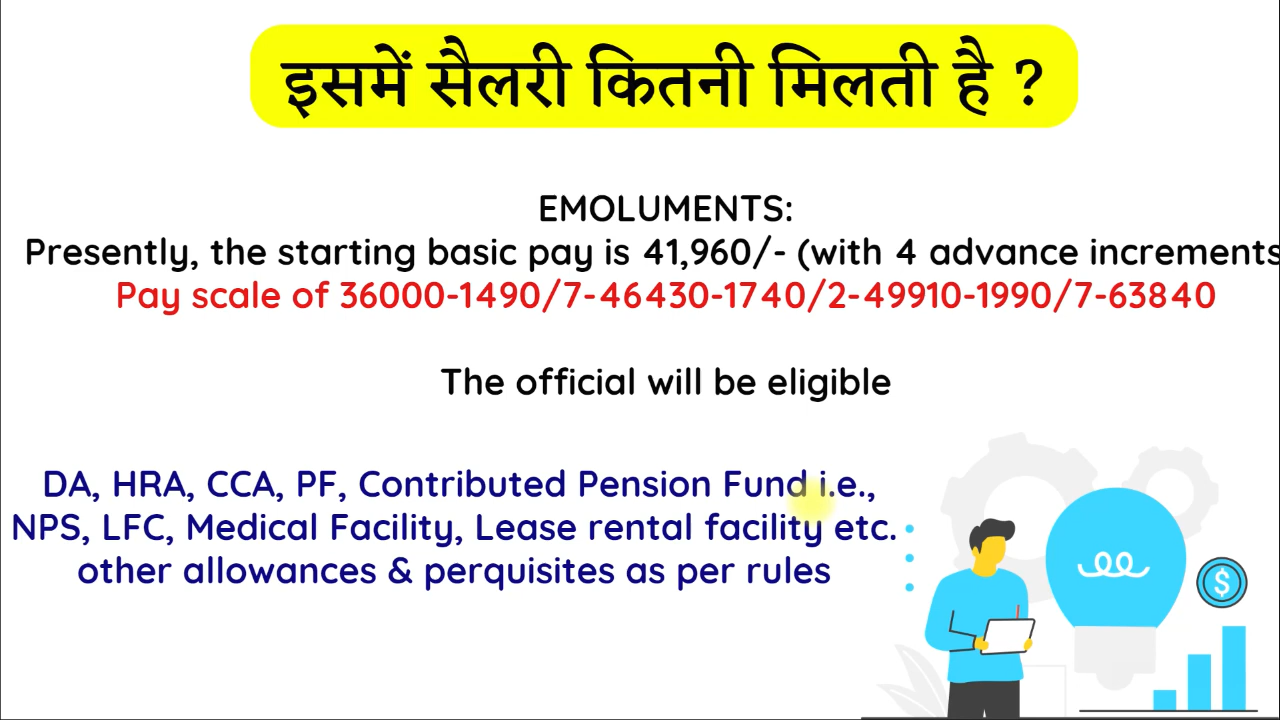 इसमें सैलरी कितनी मिलती है ?
EMOLUMENTS:
Presently, the starting basic pay is 41,960/- (with 4 advance increments
Pay scale of 36000-1490/7-46430-1740/2-49910-1990/7-63840
The official will be eligible
DA, HRA, CCA, PF, Contributed Pension Fund i.e.,
NPS, LFC, Medical Facility, Lease rental facility etc.
other allowances & perquisites as per rules
$